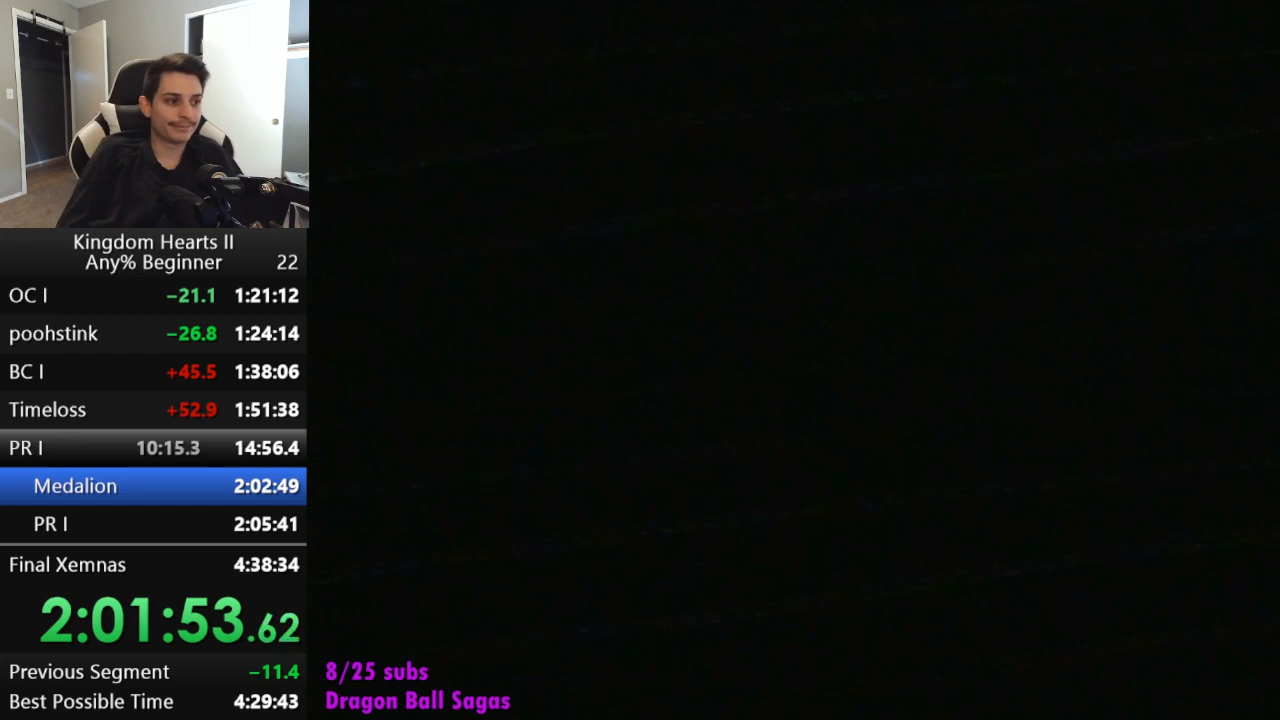 Kingdom Hearts II
Any% Beginner 22
OC I −21.1 1:21:12
poohstink −26.8 1:24:14
BC I +45.5 1:38:06
Timeloss +52.9 1:51:38
PR I 10:15.3 14:56.4
Medalion 2:02:49
PR I 2:05:41
Final Xemnas 4:38:34
2:01:53.62
Previous Segment −11.4
Best Possible Time 4:29:43
8/25 subs
Dragon Ball Sagas